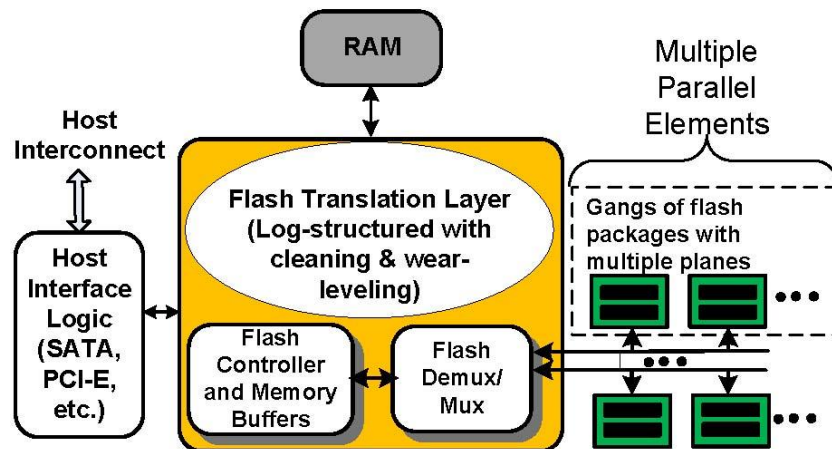 RAM
Multiple
Parallel
Elements
Host
Interconnect
Flash Translation Layer
(Log-structured with
cleaning & wear-
leveling)
Gangs of flash
packages with
multiple planes
Host
Interface
Logic
(SATA,
PCI-E,
etc.)
Flash
Controller
and Memory
Buffers
Flash
Demux/
Mux